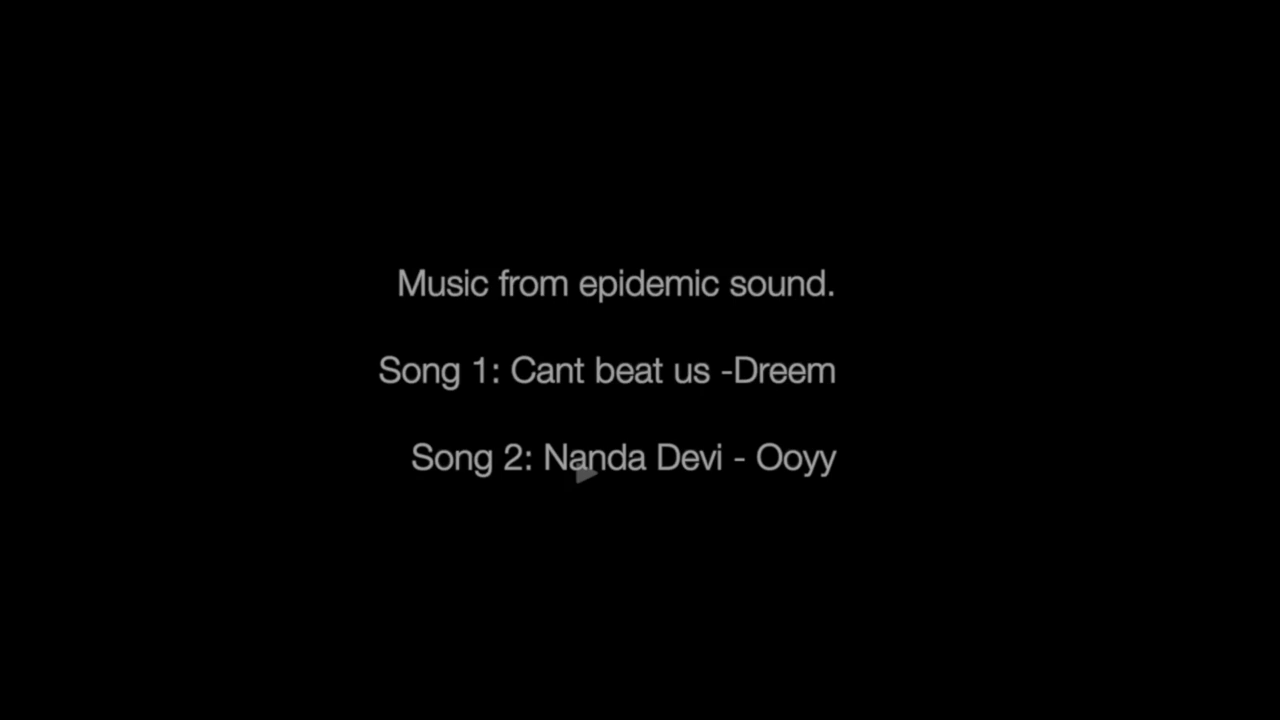 Music from epidemic sound.
Song 1: Cant beat us -Dreem
Song 2: Nanda Devi - Ooyy